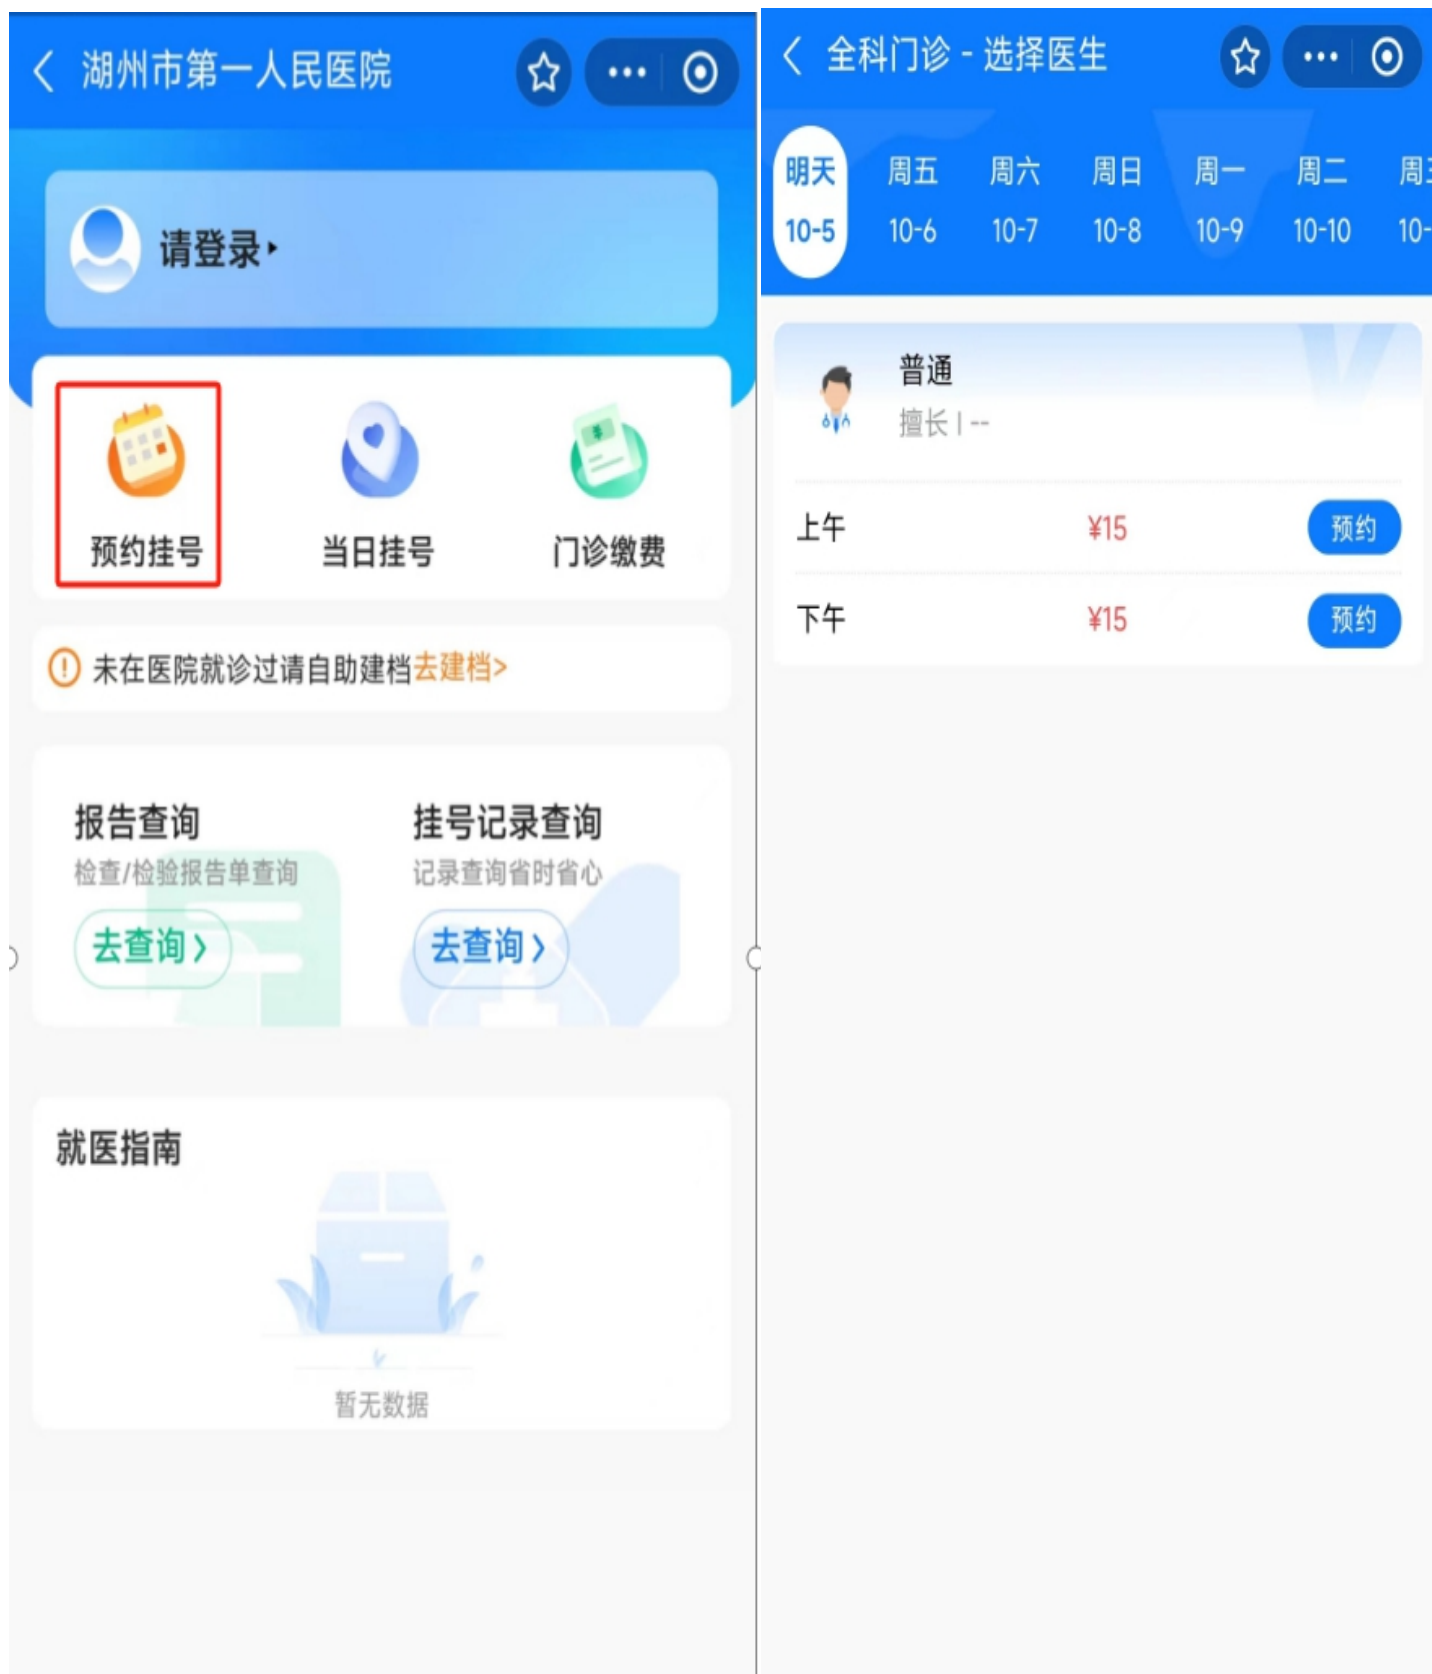 湖州市第一人民医院
请登录
预约挂号
当日挂号
门诊缴费
未在医院就诊过请自助建档去建档>
报告查询
检查/检验报告单查询
去查询
挂号记录查询
记录查询省时省心
去查询
就医指南
暂无数据
全科门诊 - 选择医生
明天 周五 周六 周日 周一 周二 周
10-5 10-6 10-7 10-8 10-9 10-10 10-
普通
擅长 | --
上午 ¥15 预约
下午 ¥15 预约